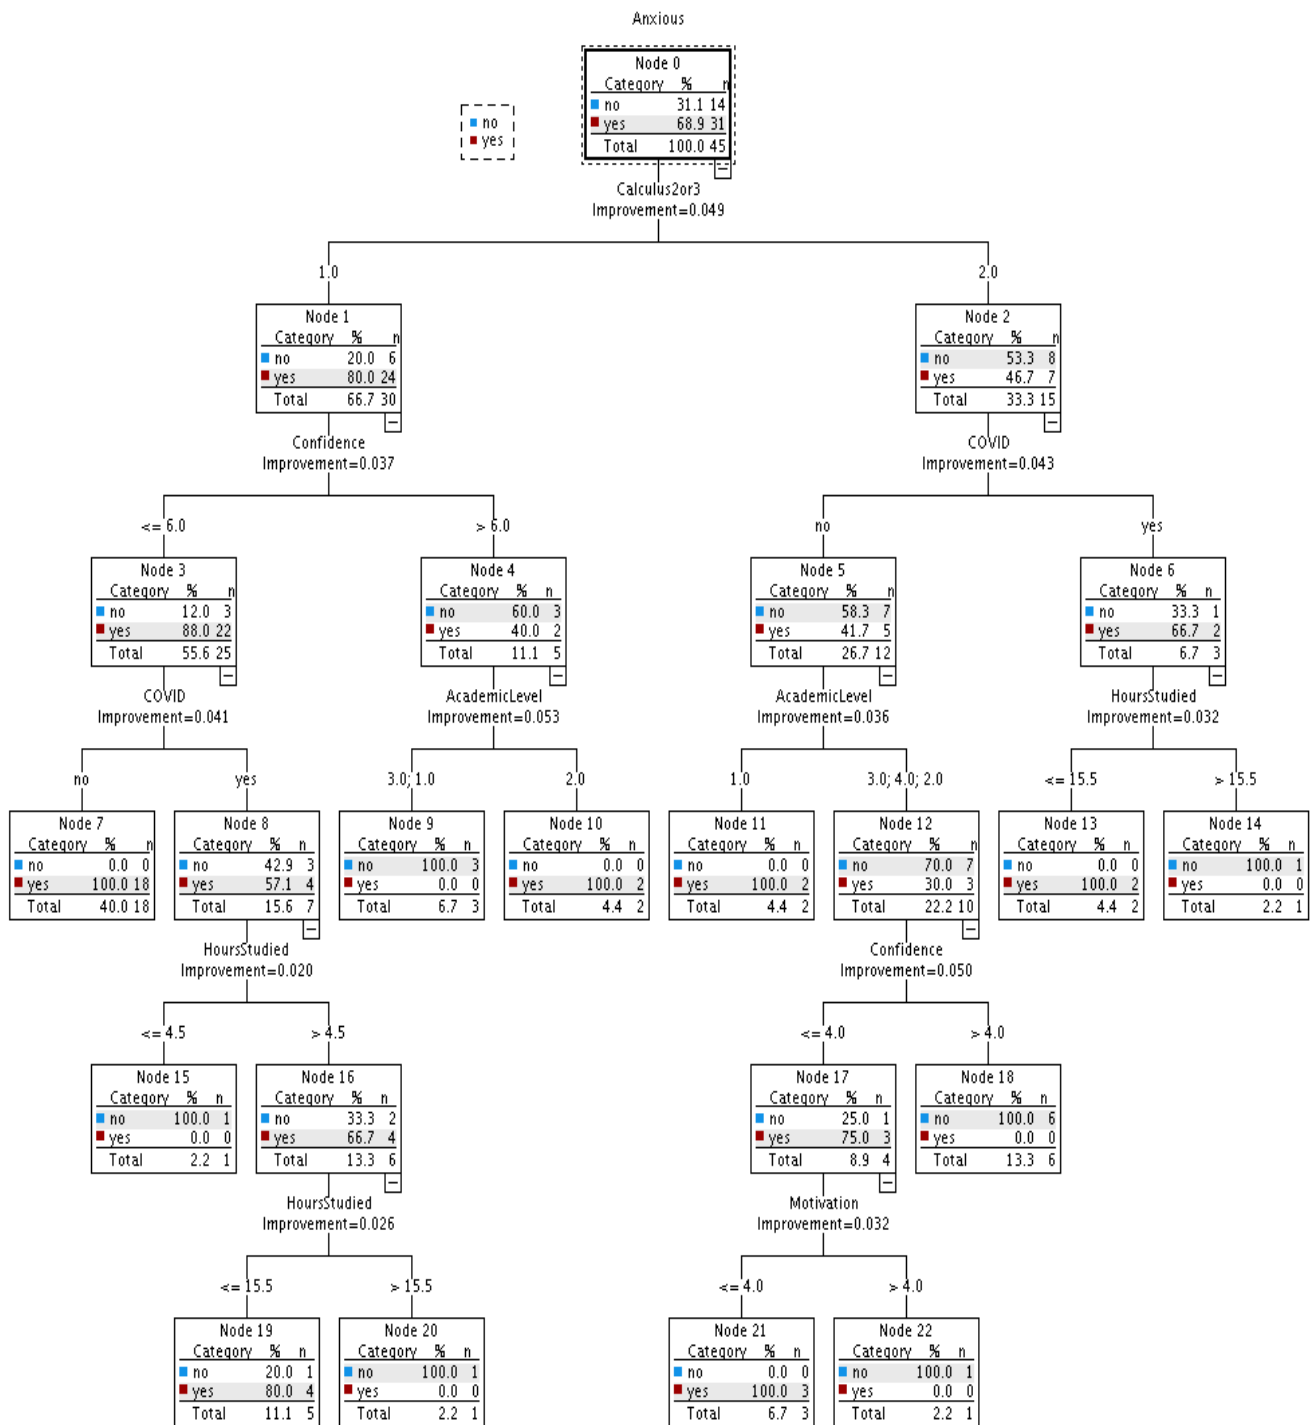 Anxious
Node 0
Category % n
no 31.1 14
yes 68.9 31
Total 100.0 45
no
yes
Calculus2or3
Improvement=0.049
1.0
2.0
Node 1
Category % n
no 20.0 6
yes 80.0 24
Total 66.7 30
Node 2
Category % n
no 53.3 8
yes 46.7 7
Total 33.3 15
Confidence
Improvement=0.037
COVID
Improvement=0.043
<= 6.0
> 6.0
no
yes
Node 3
Category % n
no 12.0 3
yes 88.0 22
Total 55.6 25
Node 4
Category % n
no 60.0 3
yes 40.0 2
Total 11.1 5
Node 5
Category % n
no 58.3 7
yes 41.7 5
Total 26.7 12
Node 6
Category % n
no 33.3 1
yes 66.7 2
Total 6.7 3
COVID
Improvement=0.041
AcademicLevel
Improvement=0.053
AcademicLevel
Improvement=0.036
HoursStudied
Improvement=0.032
no
yes
3.0; 1.0
2.0
1.0
3.0; 4.0; 2.0
<= 15.5
> 15.5
Node 7
Category % n
no 0.0 0
yes 100.0 18
Total 40.0 18
Node 8
Category % n
no 42.9 3
yes 57.1 4
Total 15.6 7
Node 9
Category % n
no 100.0 3
yes 0.0 0
Total 6.7 3
Node 10
Category % n
no 0.0 0
yes 100.0 2
Total 4.4 2
Node 11
Category % n
no 0.0 0
yes 100.0 2
Total 4.4 2
Node 12
Category % n
no 70.0 7
yes 30.0 3
Total 22.2 10
Node 13
Category % n
no 0.0 0
yes 100.0 2
Total 4.4 2
Node 14
Category % n
no 100.0 1
yes 0.0 0
Total 2.2 1
HoursStudied
Improvement=0.020
Confidence
Improvement=0.050
<= 4.5
> 4.5
<= 4.0
> 4.0
Node 15
Category % n
no 100.0 1
yes 0.0 0
Total 2.2 1
Node 16
Category % n
no 33.3 2
yes 66.7 4
Total 13.3 6
Node 17
Category % n
no 25.0 1
yes 75.0 3
Total 8.9 4
Node 18
Category % n
no 100.0 6
yes 0.0 0
Total 13.3 6
HoursStudied
Improvement=0.026
Motivation
Improvement=0.032
<= 15.5
> 15.5
<= 4.0
> 4.0
Node 19
Category % n
no 20.0 1
yes 80.0 4
Total 11.1 5
Node 20
Category % n
no 100.0 1
yes 0.0 0
Total 2.2 1
Node 21
Category % n
no 0.0 0
yes 100.0 3
Total 6.7 3
Node 22
Category % n
no 100.0 1
yes 0.0 0
Total 2.2 1